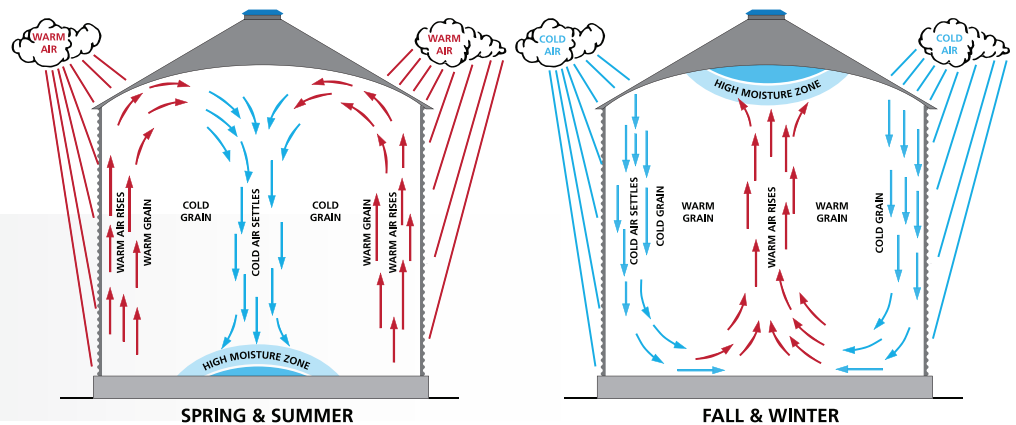 WARM
AIR
WARM
AIR
WARM AIR RISES
WARM GRAIN
COLD
GRAIN
COLD AIR SETTLES
COLD
GRAIN
WARM GRAIN
WARM AIR RISES
HIGH MOISTURE ZONE
SPRING & SUMMER
COLD
AIR
COLD
AIR
HIGH MOISTURE ZONE
COLD AIR SETTLES
COLD GRAIN
WARM
GRAIN
WARM AIR RISES
WARM
GRAIN
COLD GRAIN
FALL & WINTER